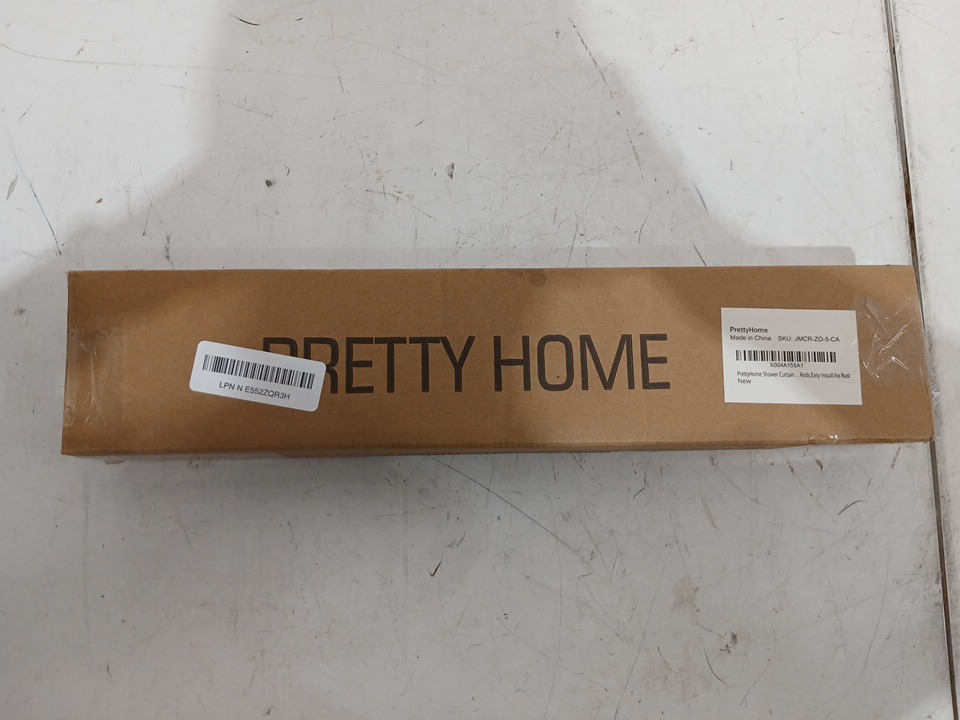 PRETTY HOME
LPN N E552ZQR3H
PrettyHome
Made in China SKU: JMCR-ZO-5-CA
X004A155A1
PrettyHome Shower Curtain ... Rods,Easy Install,No Rust
New